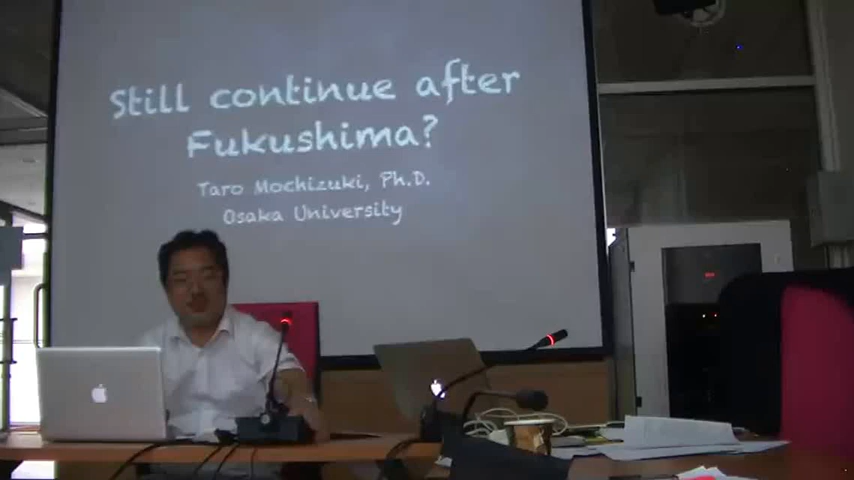 Still continue after
Fukushima?
Taro Mochizuki, Ph.D.
Osaka University